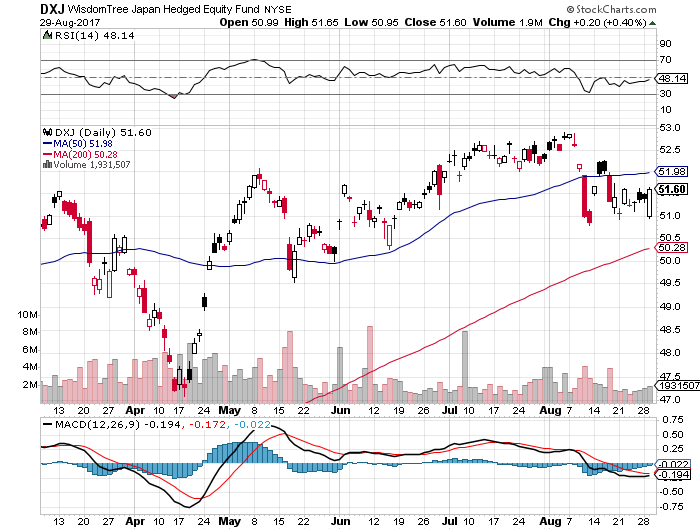 DXJ WisdomTree Japan Hedged Equity Fund NYSE
© StockCharts.com
29-Aug-2017
Open 50.99 High 51.65 Low 50.95 Close 51.60 Volume 1.9M Chg +0.20 (+0.40%)
RSI(14) 48.14
90
70
48.14
30
10
DXJ (Daily) 51.60
MA(50) 51.98
MA(200) 50.28
Volume 1,931,507
53.0
52.5
51.98
51.60
51.0
50.5
50.28
50.0
49.5
49.0
48.5
48.0
47.5
47.0
10M
8M
6M
4M
2M
1931507
13 20 27 Apr 10 17 24 May 8 15 22 Jun 12 19 26 Jul 10 17 24 Aug 7 14 21 28
MACD(12,26,9) -0.194, -0.172, -0.022
0.75
0.50
0.25
-0.022
-0.194
-0.50
-0.75
13 20 27 Apr 10 17 24 May 8 15 22 Jun 12 19 26 Jul 10 17 24 Aug 7 14 21 28